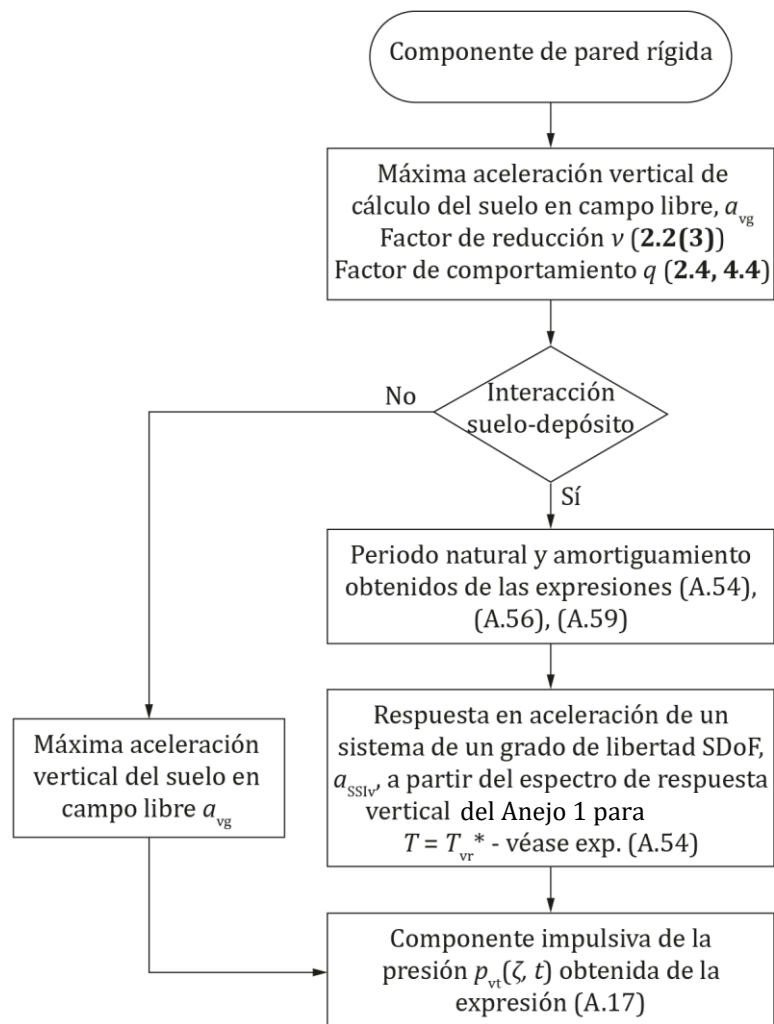 Componente de pared rígida
Máxima aceleración vertical de
cálculo del suelo en campo libre, a_vg
Factor de reducción ν (2.2(3))
Factor de comportamiento q (2.4, 4.4)
Interacción
suelo-depósito
No
Sí
Periodo natural y amortiguamiento
obtenidos de las expresiones (A.54),
(A.56), (A.59)
Respuesta en aceleración de un
sistema de un grado de libertad SDoF,
a_SSIv, a partir del espectro de respuesta
vertical del Anejo 1 para
T = T_vr* - véase exp. (A.54)
Máxima aceleración
vertical del suelo en
campo libre a_vg
Componente impulsiva de la
presión p_vt(ζ, t) obtenida de la
expresión (A.17)